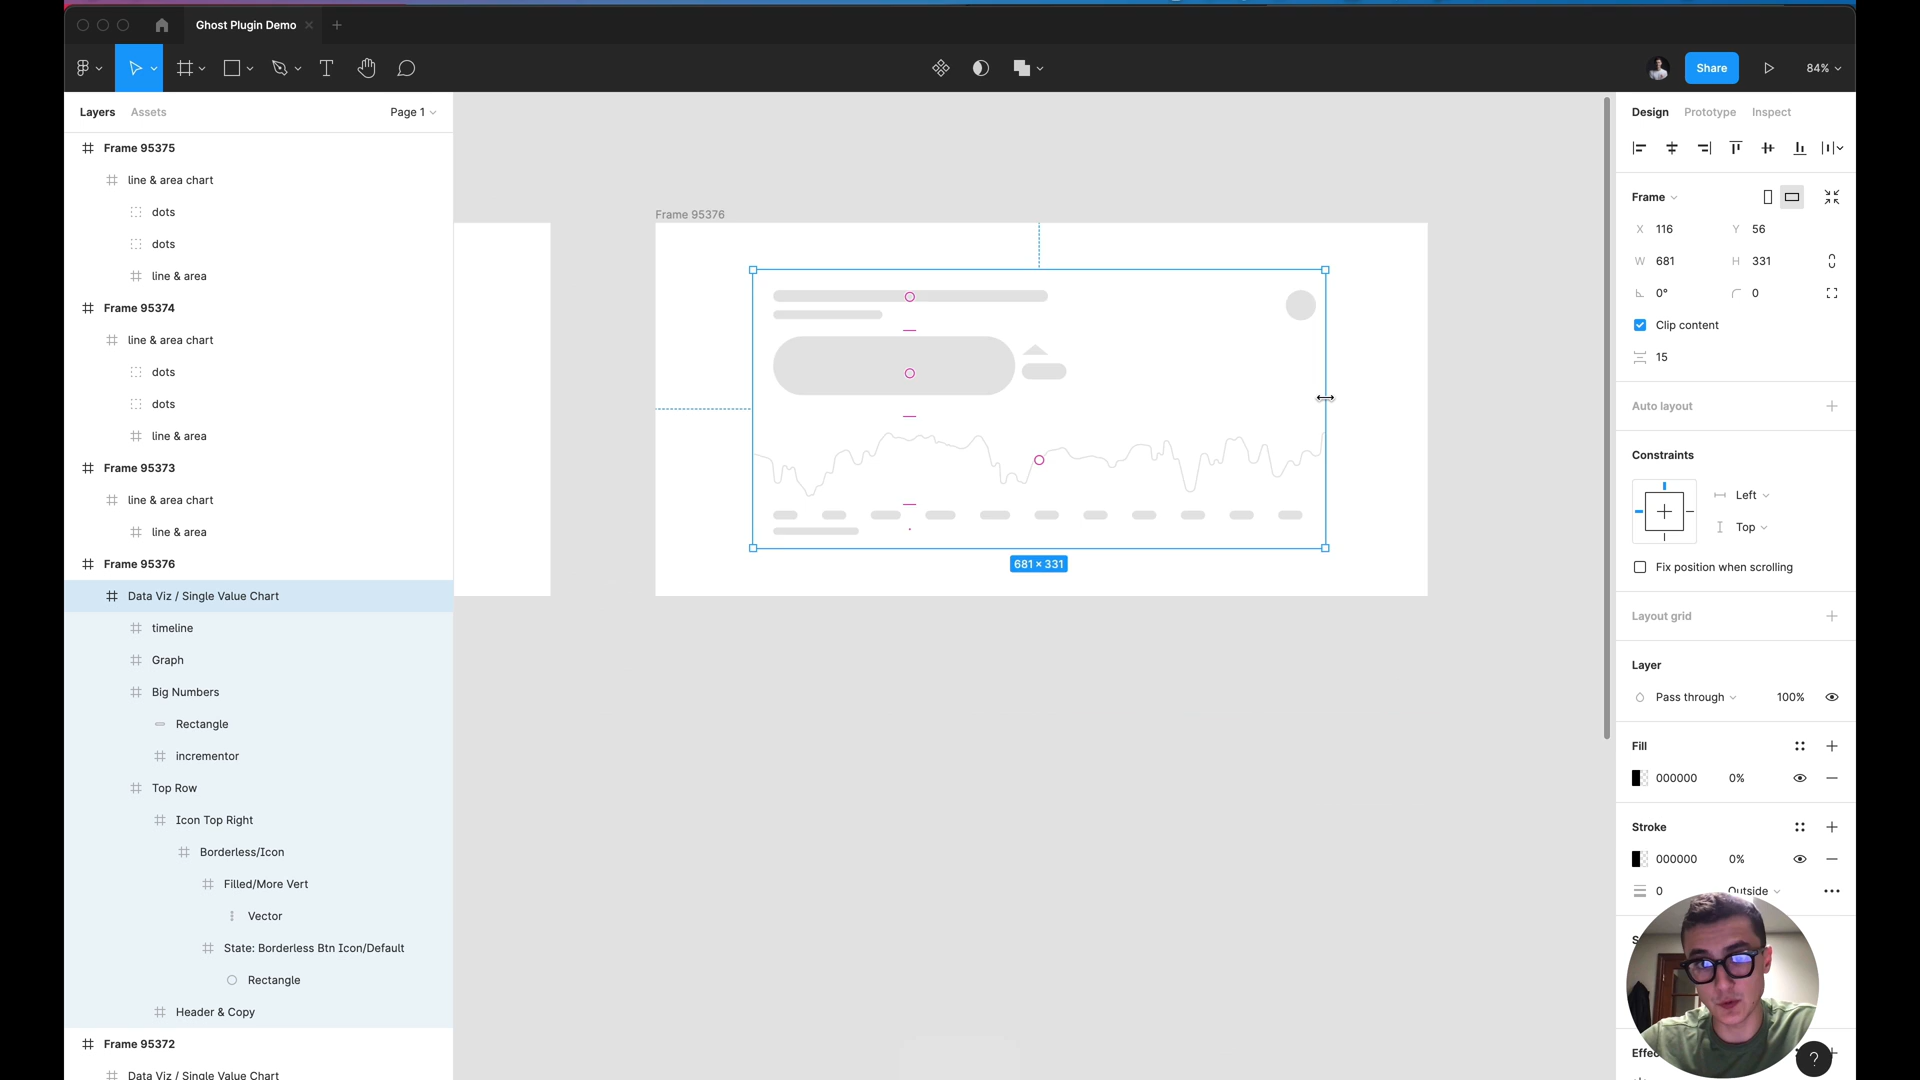 Ghost Plugin Demo
Share
84%
Layers
Assets
Page 1
Frame 95375
line & area chart
dots
dots
line & area
Frame 95374
line & area chart
dots
dots
line & area
Frame 95373
line & area chart
line & area
Frame 95376
Data Viz / Single Value Chart
timeline
Graph
Big Numbers
Rectangle
incrementor
Top Row
Icon Top Right
Borderless/Icon
Filled/More Vert
Vector
State: Borderless Btn Icon/Default
Rectangle
Header & Copy
Frame 95372
Data Viz / Single Value Chart
Frame 95376
681 × 331
Design
Prototype
Inspect
Frame
X 116 Y 56
W 681 H 331
0° 0
Clip content
15
Auto layout
Constraints
Left
Top
Fix position when scrolling
Layout grid
Layer
Pass through 100%
Fill
000000 0%
Stroke
000000 0%
0 Outside
?